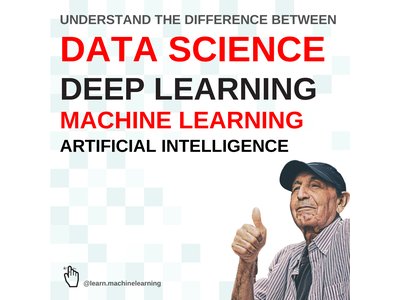 UNDERSTAND THE DIFFERENCE BETWEEN
DATA SCIENCE
DEEP LEARNING
MACHINE LEARNING
ARTIFICIAL INTELLIGENCE
@learn.machinelearning